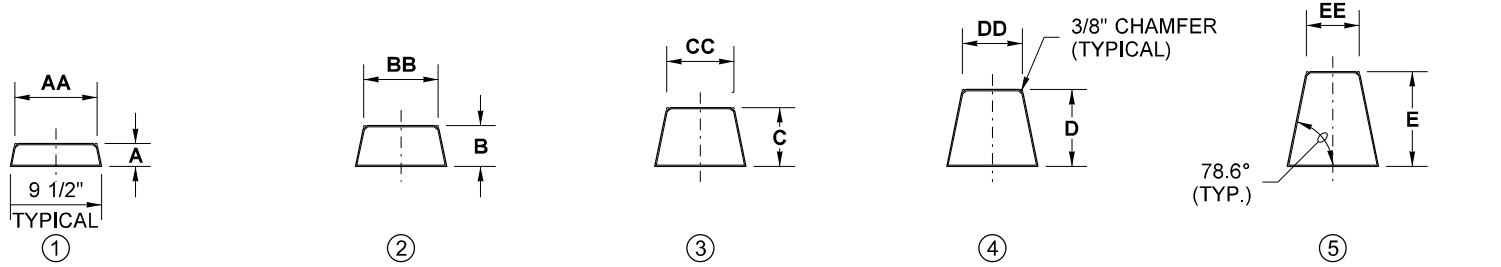 AA
A
9 1/2"
TYPICAL
1
BB
B
2
CC
C
3
DD
3/8" CHAMFER
(TYPICAL)
D
4
EE
E
78.6°
(TYP.)
5